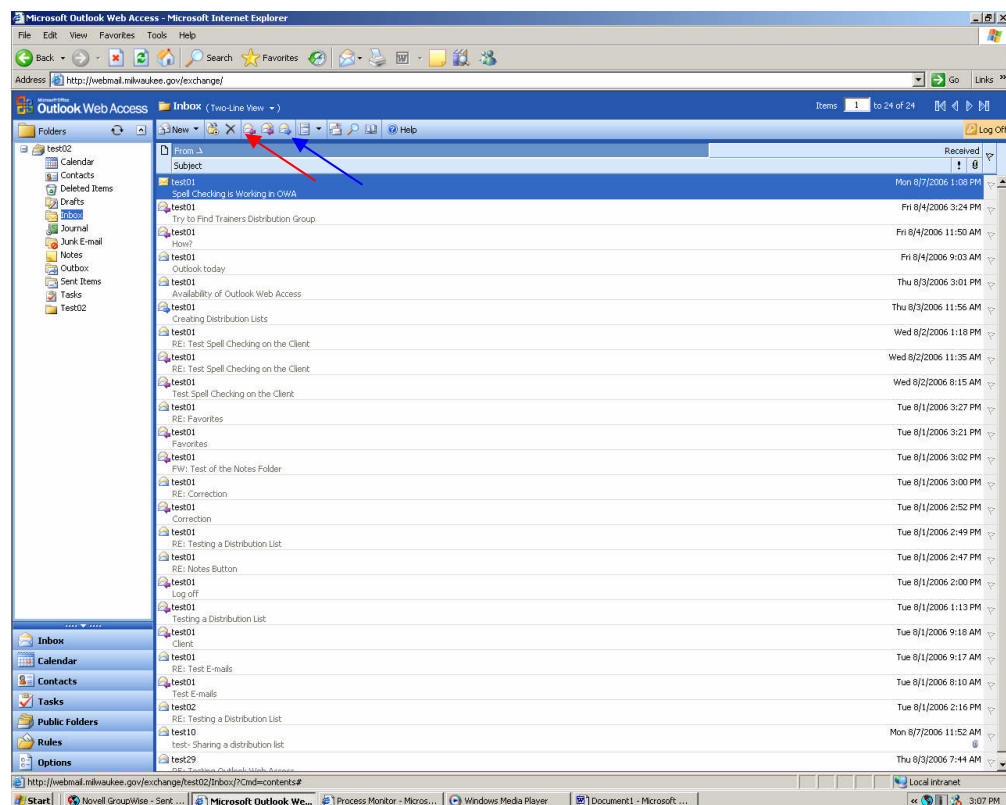 Microsoft Outlook Web Access - Microsoft Internet Explorer
File Edit View Favorites Tools Help
Back Search Favorites
Address http://webmail.milwaukee.gov/exchange/ Go Links »
Microsoft Office
Outlook Web Access Inbox (Two-Line View) Items 1 to 24 of 24
Folders New Help Log Off
From Received
Subject
test02
Calendar
Contacts
Deleted Items
Drafts
Inbox
Journal
Junk E-mail
Notes
Outbox
Sent Items
Tasks
Test02
test01 Mon 8/7/2006 1:08 PM
Spell Checking is Working in OWA
test01 Fri 8/4/2006 3:24 PM
Try to Find Trainers Distribution Group
test01 Fri 8/4/2006 11:50 AM
How?
test01 Fri 8/4/2006 9:03 AM
Outlook today
test01 Thu 8/3/2006 3:01 PM
Availability of Outlook Web Access
test01 Thu 8/3/2006 11:56 AM
Creating Distribution Lists
test01 Wed 8/2/2006 1:18 PM
RE: Test Spell Checking on the Client
test01 Wed 8/2/2006 11:35 AM
RE: Test Spell Checking on the Client
test01 Wed 8/2/2006 8:15 AM
Test Spell Checking on the Client
test01 Tue 8/1/2006 3:27 PM
RE: Favorites
test01 Tue 8/1/2006 3:21 PM
Favorites
test01 Tue 8/1/2006 3:02 PM
FW: Test of the Notes Folder
test01 Tue 8/1/2006 3:00 PM
RE: Correction
test01 Tue 8/1/2006 2:52 PM
Correction
test01 Tue 8/1/2006 2:49 PM
RE: Testing a Distribution List
test01 Tue 8/1/2006 2:47 PM
RE: Notes Button
test01 Tue 8/1/2006 2:00 PM
Log off
test01 Tue 8/1/2006 1:13 PM
Testing a Distribution List
test01 Tue 8/1/2006 9:18 AM
Client
test01 Tue 8/1/2006 9:17 AM
RE: Test E-mails
test01 Tue 8/1/2006 8:10 AM
Test E-mails
test02 Tue 8/1/2006 2:16 PM
RE: Testing a Distribution List
test10 Mon 8/7/2006 11:52 AM
test- Sharing a distribution list
test29 Thu 8/3/2006 7:44 AM
RE: Testing Outlook Web Access
Inbox
Calendar
Contacts
Tasks
Public Folders
Rules
Options
http://webmail.milwaukee.gov/exchange/test02/Inbox/?Cmd=contents# Local intranet
Start Novell GroupWise - Sent ... Microsoft Outlook We... Process Monitor - Micros... Windows Media Player Document1 - Microsoft ... « 3:07 PM